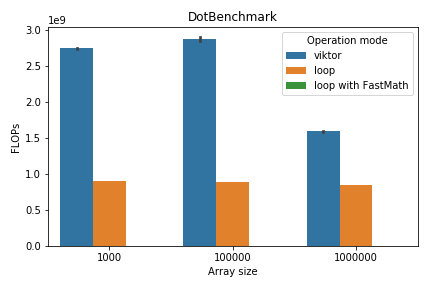 DotBenchmark
1e9
3.0
2.5
2.0
1.5
1.0
0.5
0.0
FLOPs
Operation mode
viktor
loop
loop with FastMath
1000
100000
1000000
Array size